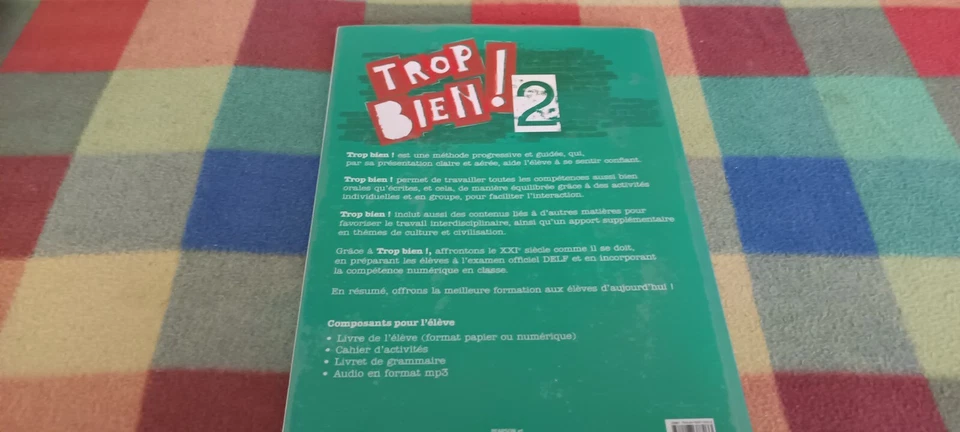 TROP
BIEN! 2
Trop bien ! est une méthode progressive et guidée, qui,
par sa présentation claire et aérée, aide l'élève à se sentir confiant.
Trop bien ! permet de travailler toutes les compétences aussi bien
orales qu'écrites, et cela, de manière équilibrée grâce à des activités
individuelles et en groupe, pour faciliter l'interaction.
Trop bien ! inclut aussi des contenus liés à d'autres matières pour
favoriser le travail interdisciplinaire, ainsi qu'un apport supplémentaire
en thèmes de culture et civilisation.
Grâce à Trop bien !, affrontons le XXIe siècle comme il se doit,
en préparant les élèves à l'examen officiel DELF et en incorporant
la compétence numérique en classe.
En résumé, offrons la meilleure formation aux élèves d'aujourd'hui !
Composants pour l'élève
• Livre de l'élève (format papier ou numérique)
• Cahier d'activités
• Livret de grammaire
• Audio en format mp3